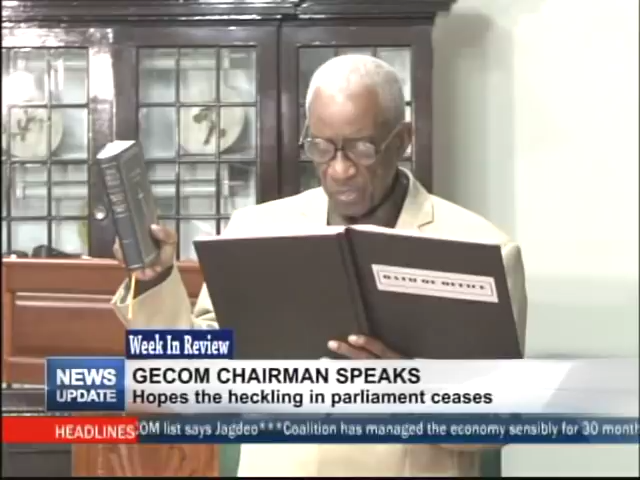 OATH OF OFFICE
Week In Review
NEWS
UPDATE
GECOM CHAIRMAN SPEAKS
Hopes the heckling in parliament ceases
HEADLINES
OM list says Jagdeo***Coalition has managed the economy sensibly for 30 month